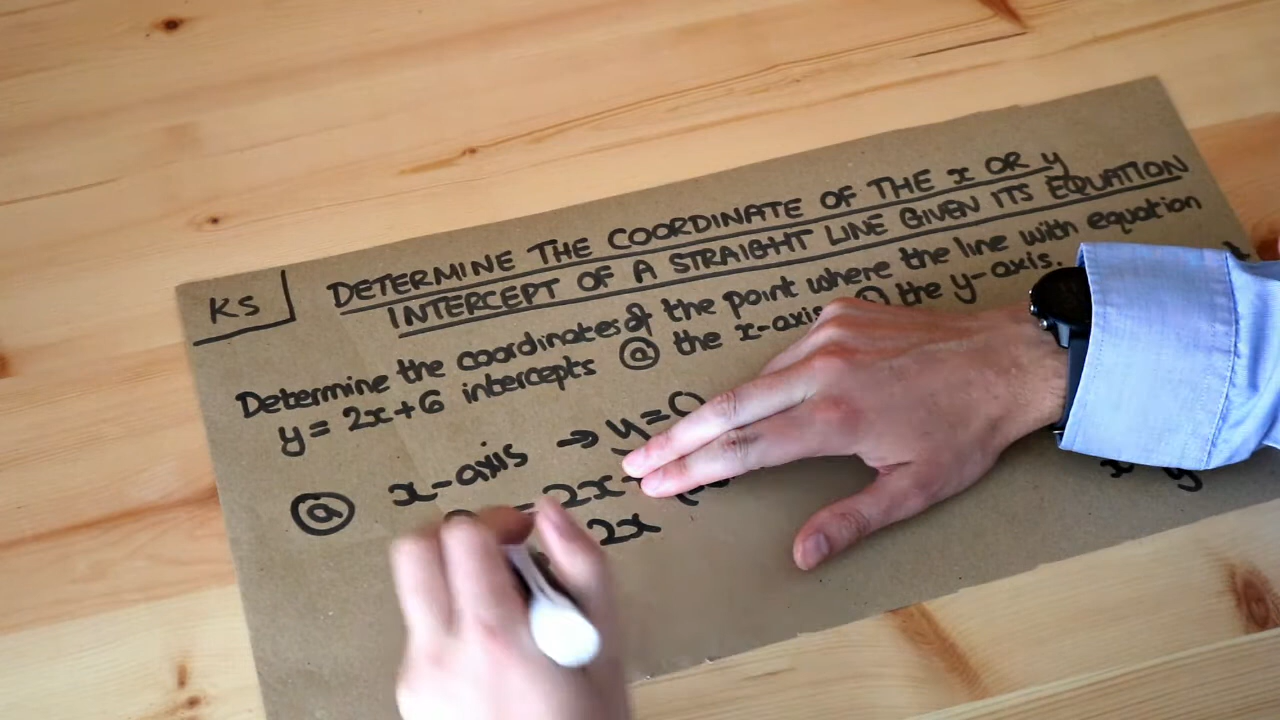 KS
DETERMINE THE COORDINATE OF THE x OR y
INTERCEPT OF A STRAIGHT LINE GIVEN ITS EQUATION
Determine the coordinates of the point where the line with equation
y = 2x+6 intercepts ⓐ the x-axis the y-axis.
ⓐ x-axis → y=0
= 2x
2x
x
y